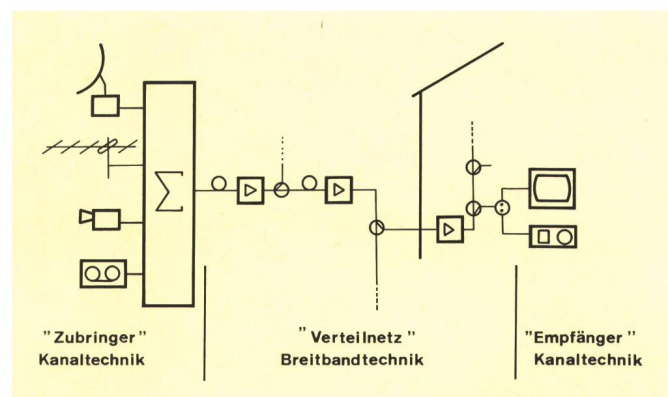 Σ
"Zubringer"
Kanaltechnik
"Verteilnetz"
Breitbandtechnik
"Empfänger"
Kanaltechnik